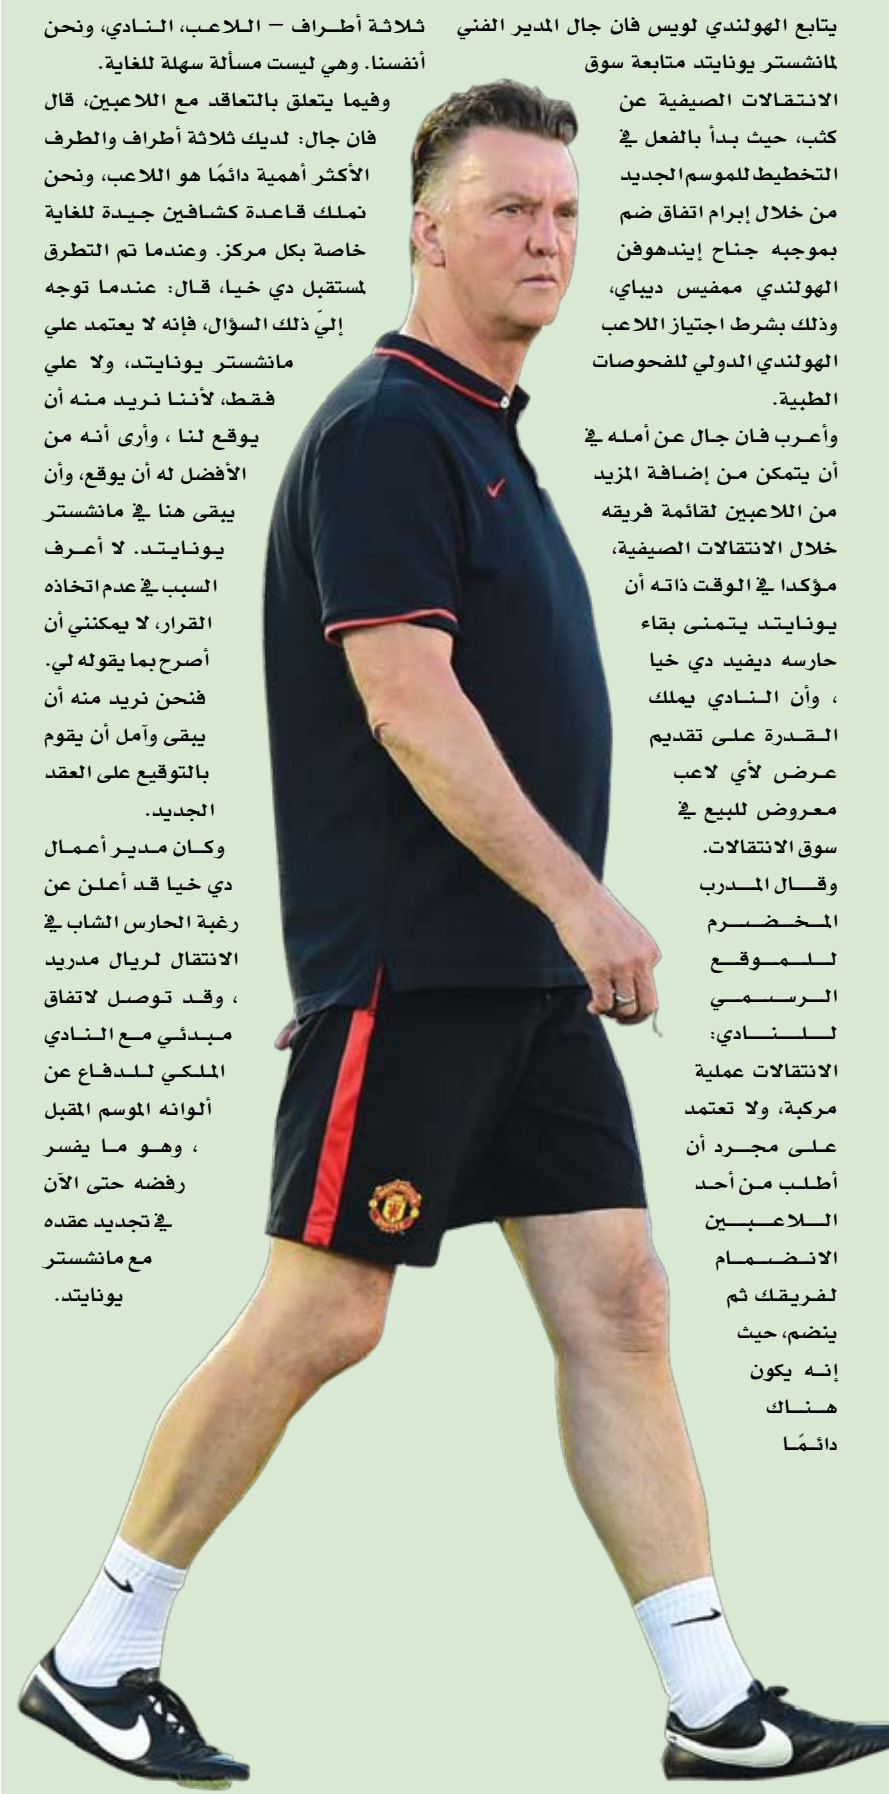 يتابع الهولندي لويس فان جال المدير الفني
لمانشستر يونايتد متابعة سوق
الانتقالات الصيفية عن
كثب، حيث بدأ بالفعل في
التخطيط للموسم الجديد
من خلال إبرام اتفاق ضم
بموجبه جناح إيندهوفن
الهولندي ممفيس ديباي،
وذلك بشرط اجتياز اللاعب
الهولندي الدولي للفحوصات
الطبية.
وأعرب فان جال عن أمله في
أن يتمكن من إضافة المزيد
من اللاعبين لقائمة فريقه
خلال الانتقالات الصيفية،
مؤكدا في الوقت ذاته أن
يونايتد يتمنى بقاء
حارسه ديفيد دي خيا
، وأن النادي يملك
القدرة على تقديم
عرض لأي لاعب
معروض للبيع في
سوق الانتقالات.
وقال المدرب
المخضرم
للموقع
الرسمي
للنادي:
الانتقالات عملية
مركبة، ولا تعتمد
على مجرد أن
أطلب من أحد
اللاعبين
الانضمام
لفريقك ثم
ينضم، حيث
إنه يكون
هناك
دائمًا
ثلاثة أطراف – اللاعب، النادي، ونحن
أنفسنا. وهي ليست مسألة سهلة للغاية.
وفيما يتعلق بالتعاقد مع اللاعبين، قال
فان جال: لديك ثلاثة أطراف والطرف
الأكثر أهمية دائمًا هو اللاعب، ونحن
نملك قاعدة كشافين جيدة للغاية
خاصة بكل مركز. وعندما تم التطرق
لمستقبل دي خيا، قال: عندما توجه
إليّ ذلك السؤال، فإنه لا يعتمد علي
مانشستر يونايتد، ولا علي
فقط، لأننا نريد منه أن
يوقع لنا ، وأرى أنه من
الأفضل له أن يوقع، وأن
يبقى هنا في مانشستر
يونايتد. لا أعرف
السبب في عدم اتخاذه
القرار، لا يمكنني أن
أصرح بما يقوله لي.
فنحن نريد منه أن
يبقى وآمل أن يقوم
بالتوقيع على العقد
الجديد.
وكان مدير أعمال
دي خيا قد أعلن عن
رغبة الحارس الشاب في
الانتقال لريال مدريد
، وقد توصل لاتفاق
مبدئي مع النادي
الملكي للدفاع عن
ألوانه الموسم المقبل
، وهو ما يفسر
رفضه حتى الآن
في تجديد عقده
مع مانشستر
يونايتد.